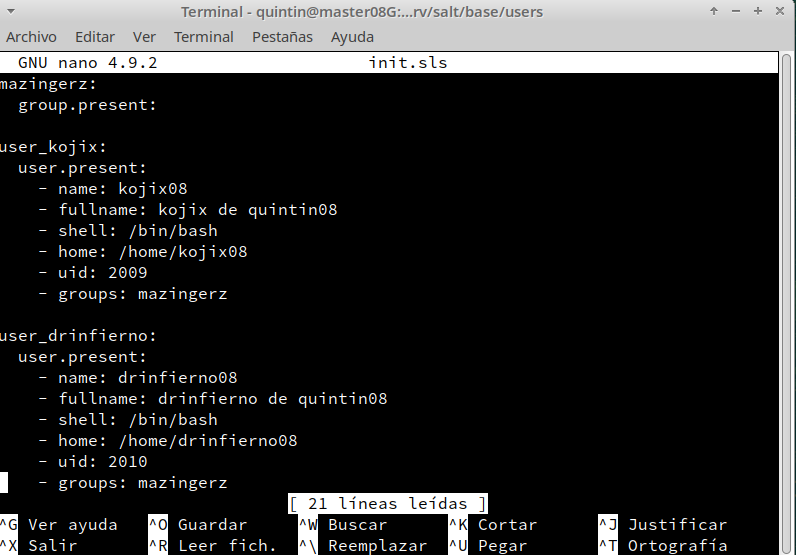 Terminal - quintin@master08G:...rv/salt/base/users
Archivo Editar Ver Terminal Pestañas Ayuda
GNU nano 4.9.2 init.sls
mazingerz:
  group.present:

user_kojix:
  user.present:
    - name: kojix08
    - fullname: kojix de quintin08
    - shell: /bin/bash
    - home: /home/kojix08
    - uid: 2009
    - groups: mazingerz

user_drinfierno:
  user.present:
    - name: drinfierno08
    - fullname: drinfierno de quintin08
    - shell: /bin/bash
    - home: /home/drinfierno08
    - uid: 2010
    - groups: mazingerz
[ 21 líneas leídas ]
^G Ver ayuda ^O Guardar ^W Buscar ^K Cortar ^J Justificar
^X Salir ^R Leer fich. ^\ Reemplazar ^U Pegar ^T Ortografía